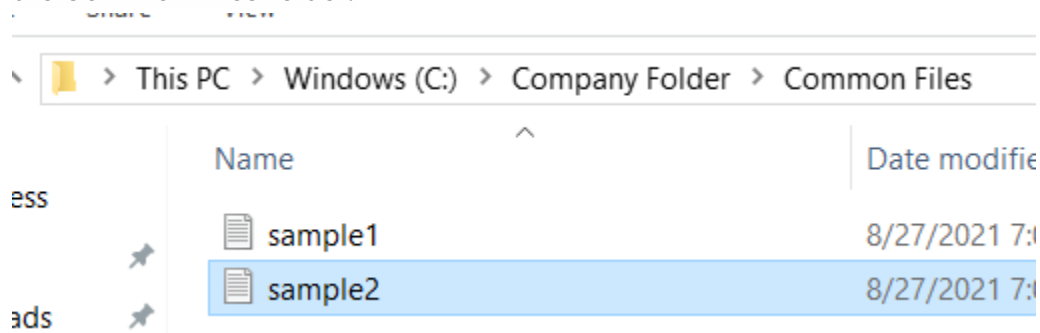 This PC > Windows (C:) > Company Folder > Common Files
Name Date modifie
ess
sample1 8/27/2021 7:
sample2 8/27/2021 7:
ads